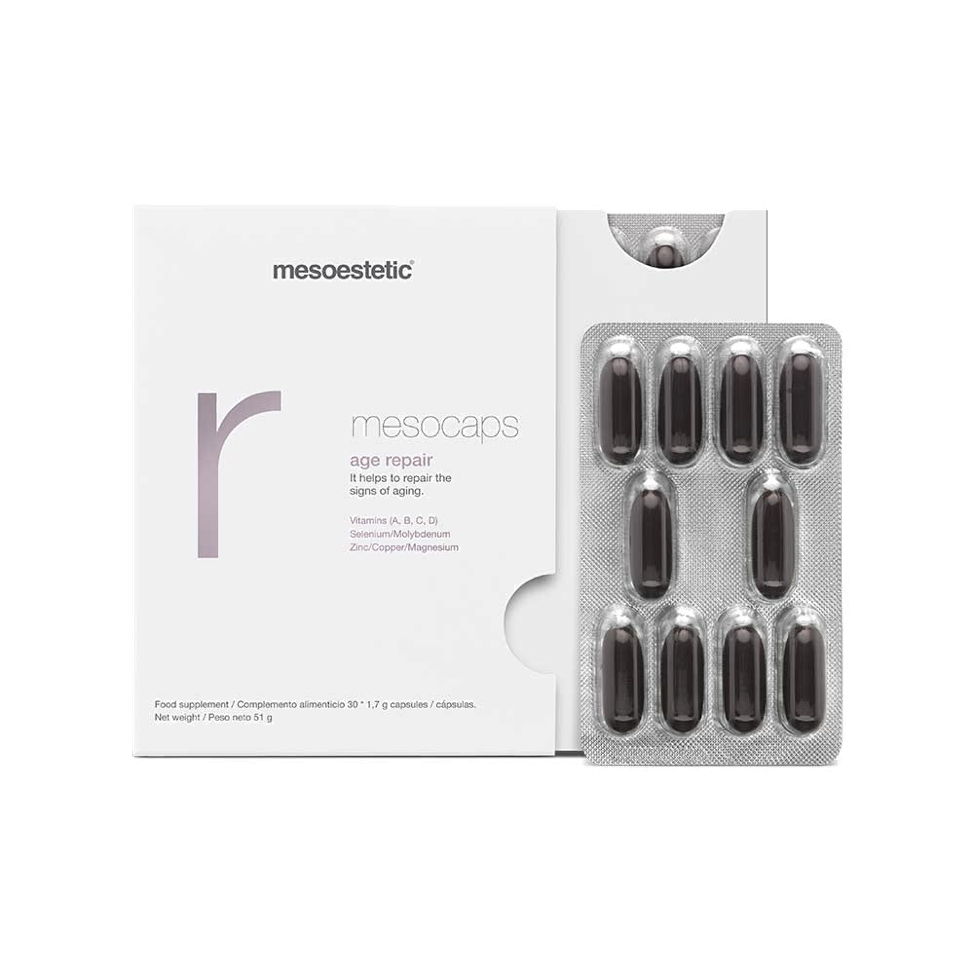 mesoestetic®
r
mesocaps
age repair
It helps to repair the
signs of aging.
Vitamins (A, B, C, D)
Selenium/Molybdenum
Zinc/Copper/Magnesium
Food supplement / Complemento alimenticio 30 * 1,7 g capsules / cápsulas.
Net weight / Peso neto 51 g